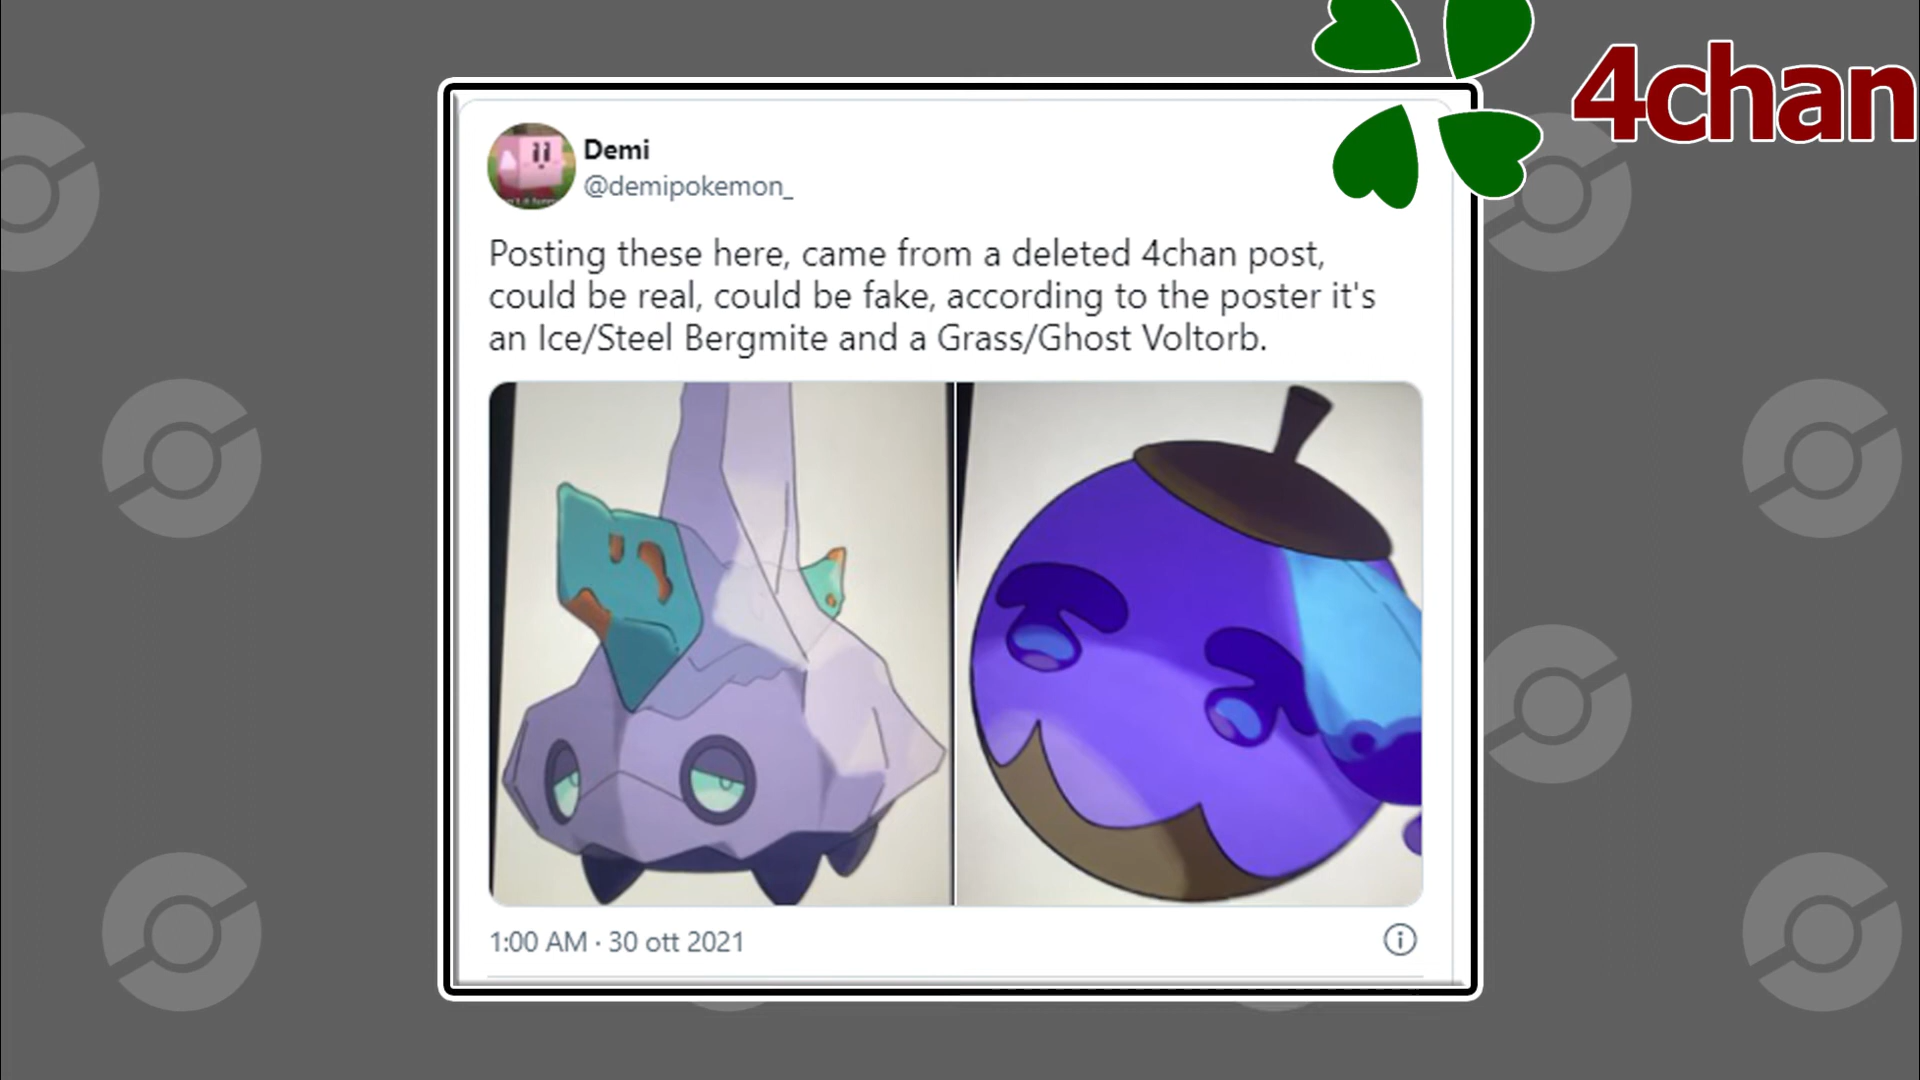 4chan
Demi
@demipokemon_
Posting these here, came from a deleted 4chan post,
could be real, could be fake, according to the poster it's
an Ice/Steel Bergmite and a Grass/Ghost Voltorb.
1:00 AM · 30 ott 2021